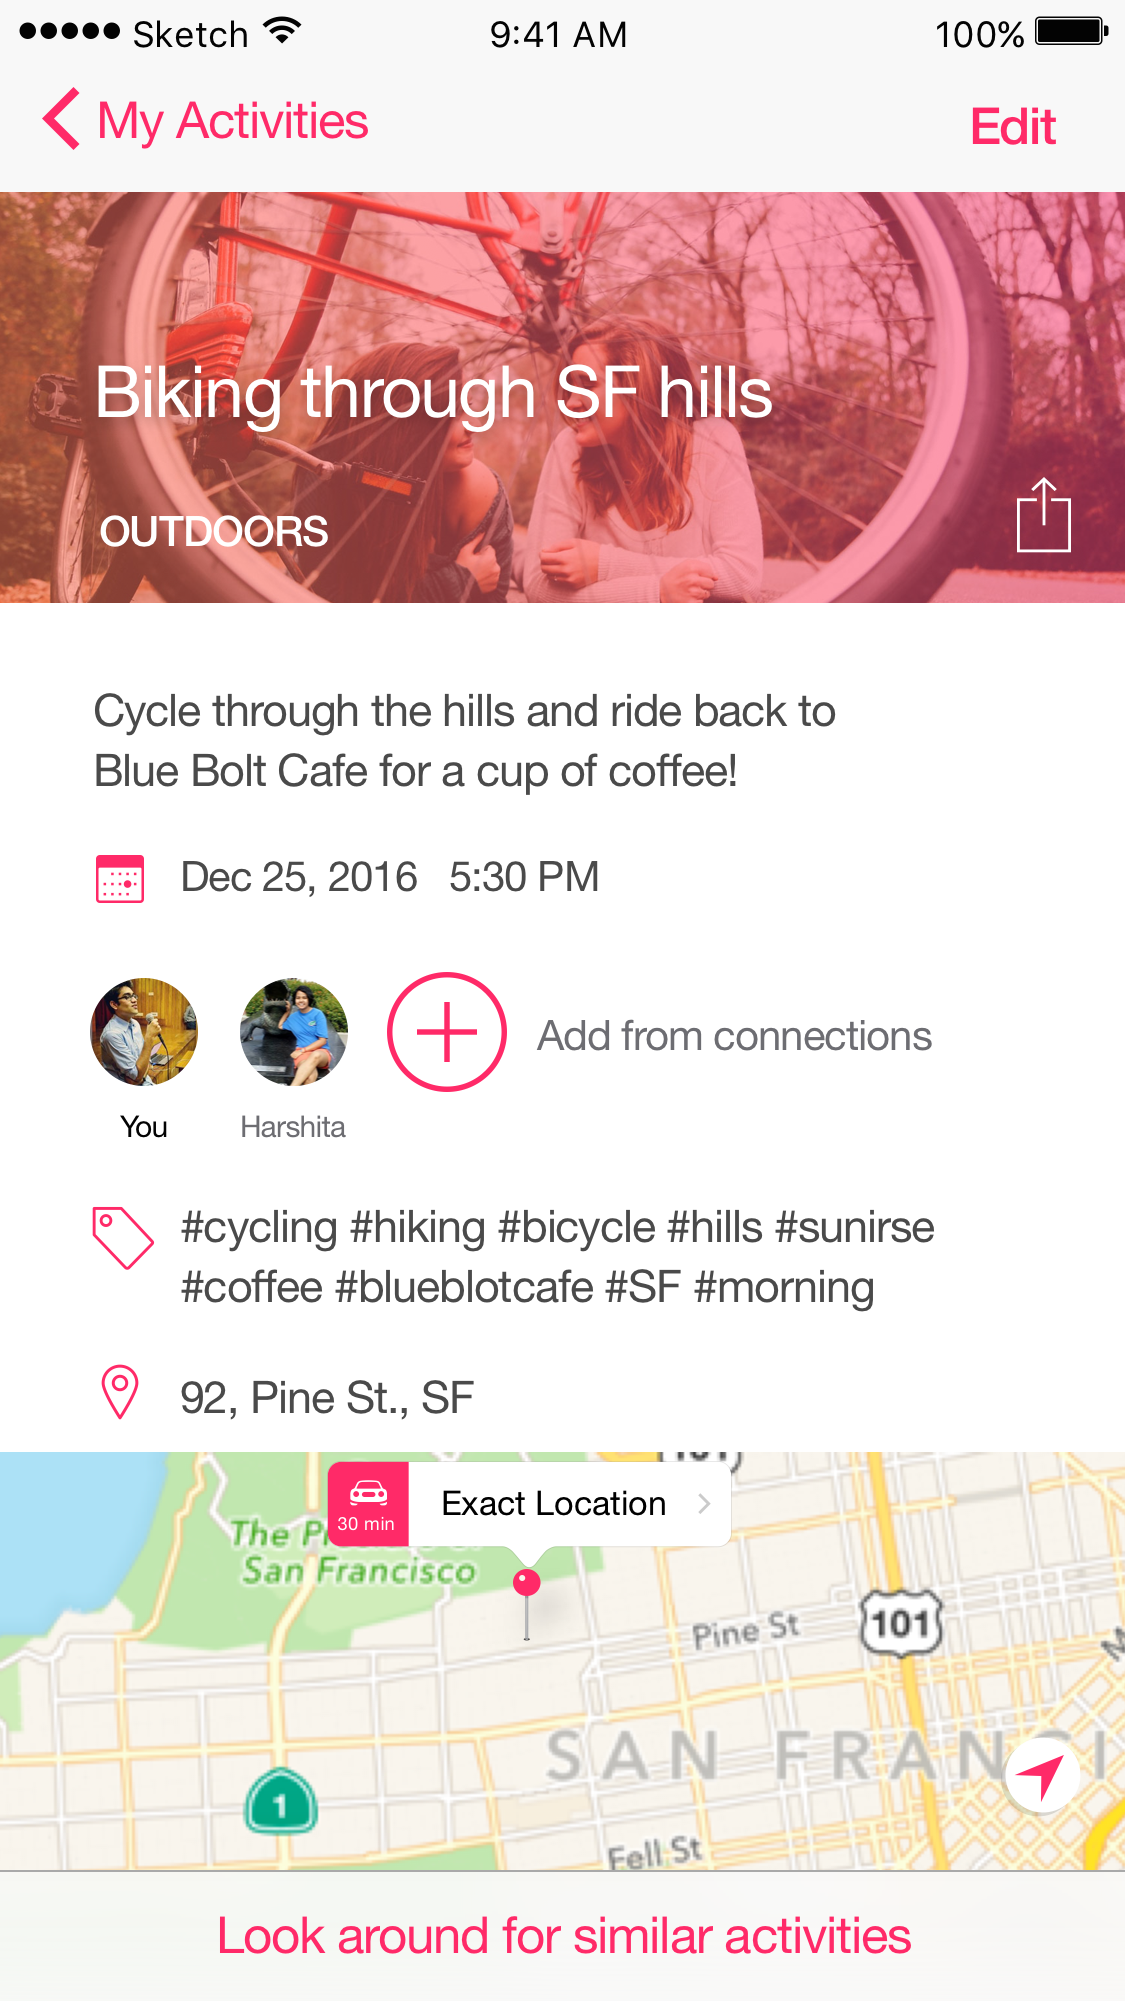 Sketch 9:41 AM 100%
My Activities Edit
Biking through SF hills
OUTDOORS
Cycle through the hills and ride back to
Blue Bolt Cafe for a cup of coffee!
Dec 25, 2016 5:30 PM
Add from connections
You Harshita
#cycling #hiking #bicycle #hills #sunirse
#coffee #blueblotcafe #SF #morning
92, Pine St., SF
101
Exact Location
30 min
The
San Francisco
Pine St
101
SAN FRANCI
1
Fell St
Look around for similar activities